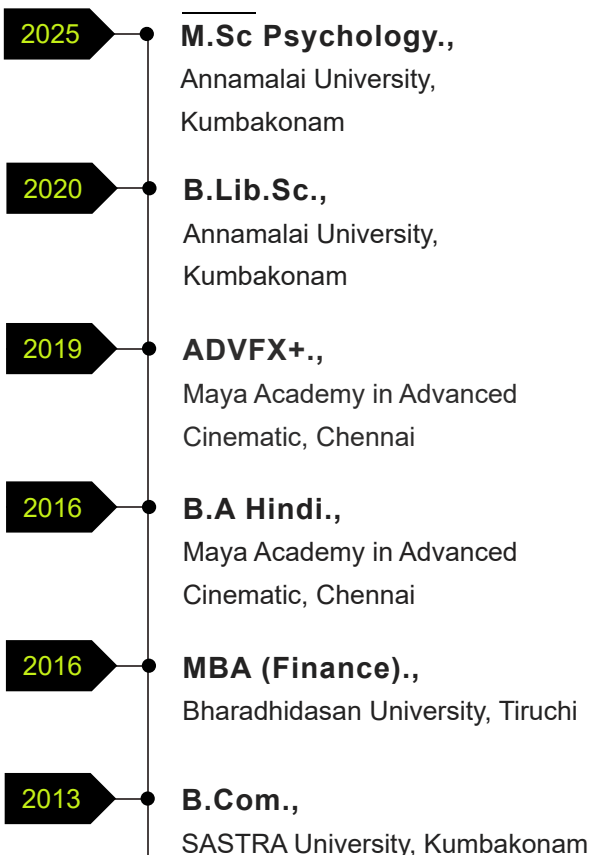 2025
M.Sc Psychology.,
Annamalai University,
Kumbakonam
2020
B.Lib.Sc.,
Annamalai University,
Kumbakonam
2019
ADVFX+.,
Maya Academy in Advanced
Cinematic, Chennai
2016
B.A Hindi.,
Maya Academy in Advanced
Cinematic, Chennai
2016
MBA (Finance).,
Bharadhidasan University, Tiruchi
2013
B.Com.,
SASTRA University, Kumbakonam